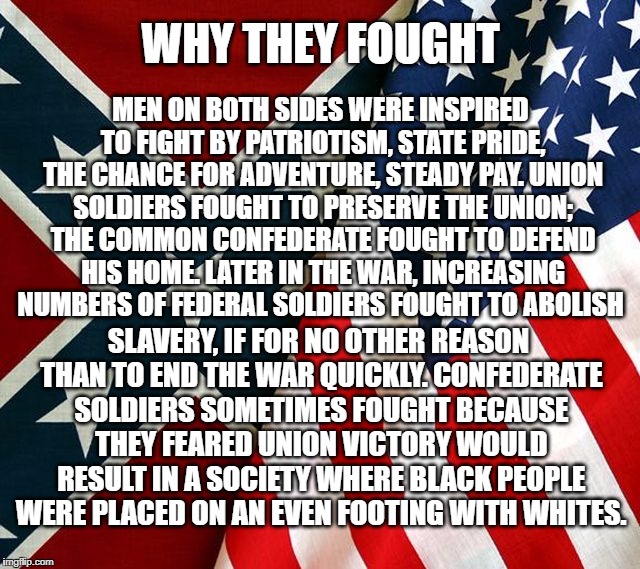 WHY THEY FOUGHT
MEN ON BOTH SIDES WERE INSPIRED
TO FIGHT BY PATRIOTISM, STATE PRIDE,
THE CHANCE FOR ADVENTURE, STEADY PAY. UNION
SOLDIERS FOUGHT TO PRESERVE THE UNION;
THE COMMON CONFEDERATE FOUGHT TO DEFEND
HIS HOME. LATER IN THE WAR, INCREASING
NUMBERS OF FEDERAL SOLDIERS FOUGHT TO ABOLISH
SLAVERY, IF FOR NO OTHER REASON
THAN TO END THE WAR QUICKLY. CONFEDERATE
SOLDIERS SOMETIMES FOUGHT BECAUSE
THEY FEARED UNION VICTORY WOULD
RESULT IN A SOCIETY WHERE BLACK PEOPLE
WERE PLACED ON AN EVEN FOOTING WITH WHITES.
imgflip.com